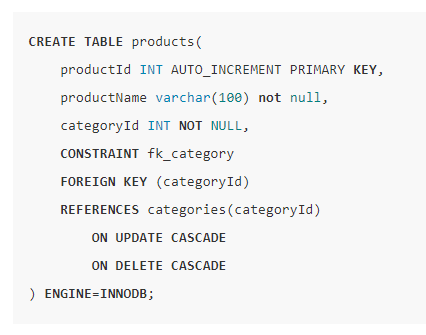 CREATE TABLE products(
    productId INT AUTO_INCREMENT PRIMARY KEY,
    productName varchar(100) not null,
    categoryId INT NOT NULL,
    CONSTRAINT fk_category
    FOREIGN KEY (categoryId)
    REFERENCES categories(categoryId)
        ON UPDATE CASCADE
        ON DELETE CASCADE
) ENGINE=INNODB;